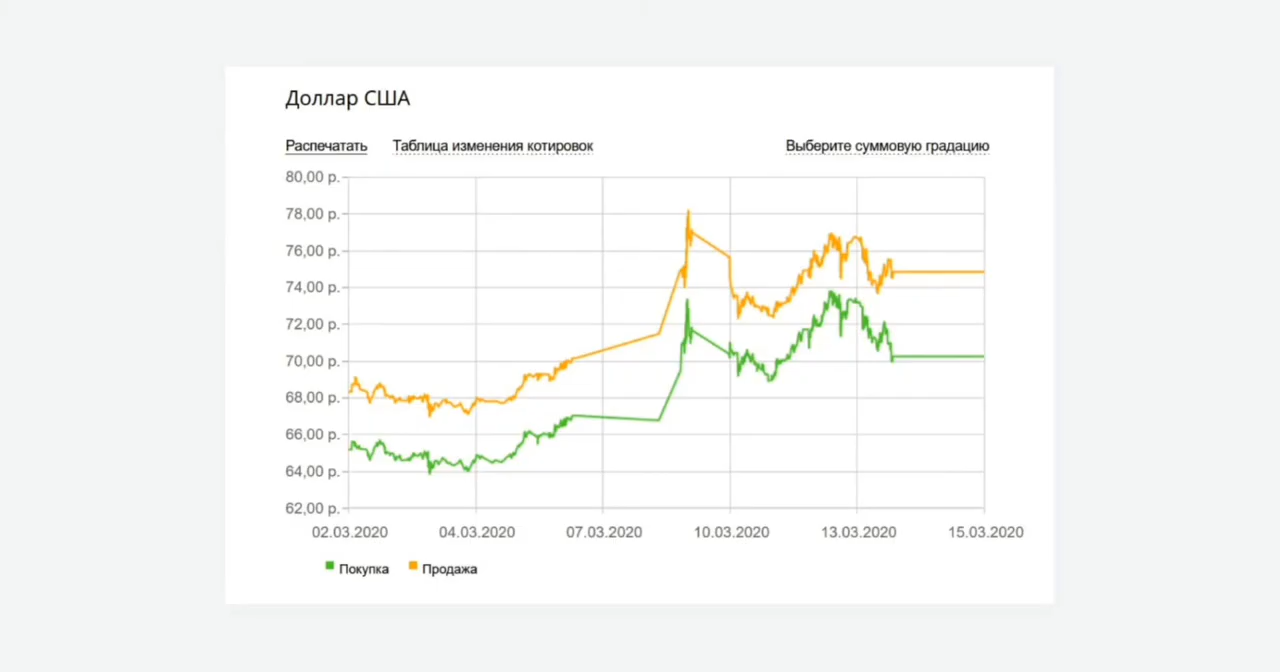 Доллар США
Распечатать Таблица изменения котировок Выберите суммовую градацию
80,00 р.
78,00 р.
76,00 р.
74,00 р.
72,00 р.
70,00 р.
68,00 р.
66,00 р.
64,00 р.
62,00 р.
02.03.2020 04.03.2020 07.03.2020 10.03.2020 13.03.2020 15.03.2020
Покупка Продажа